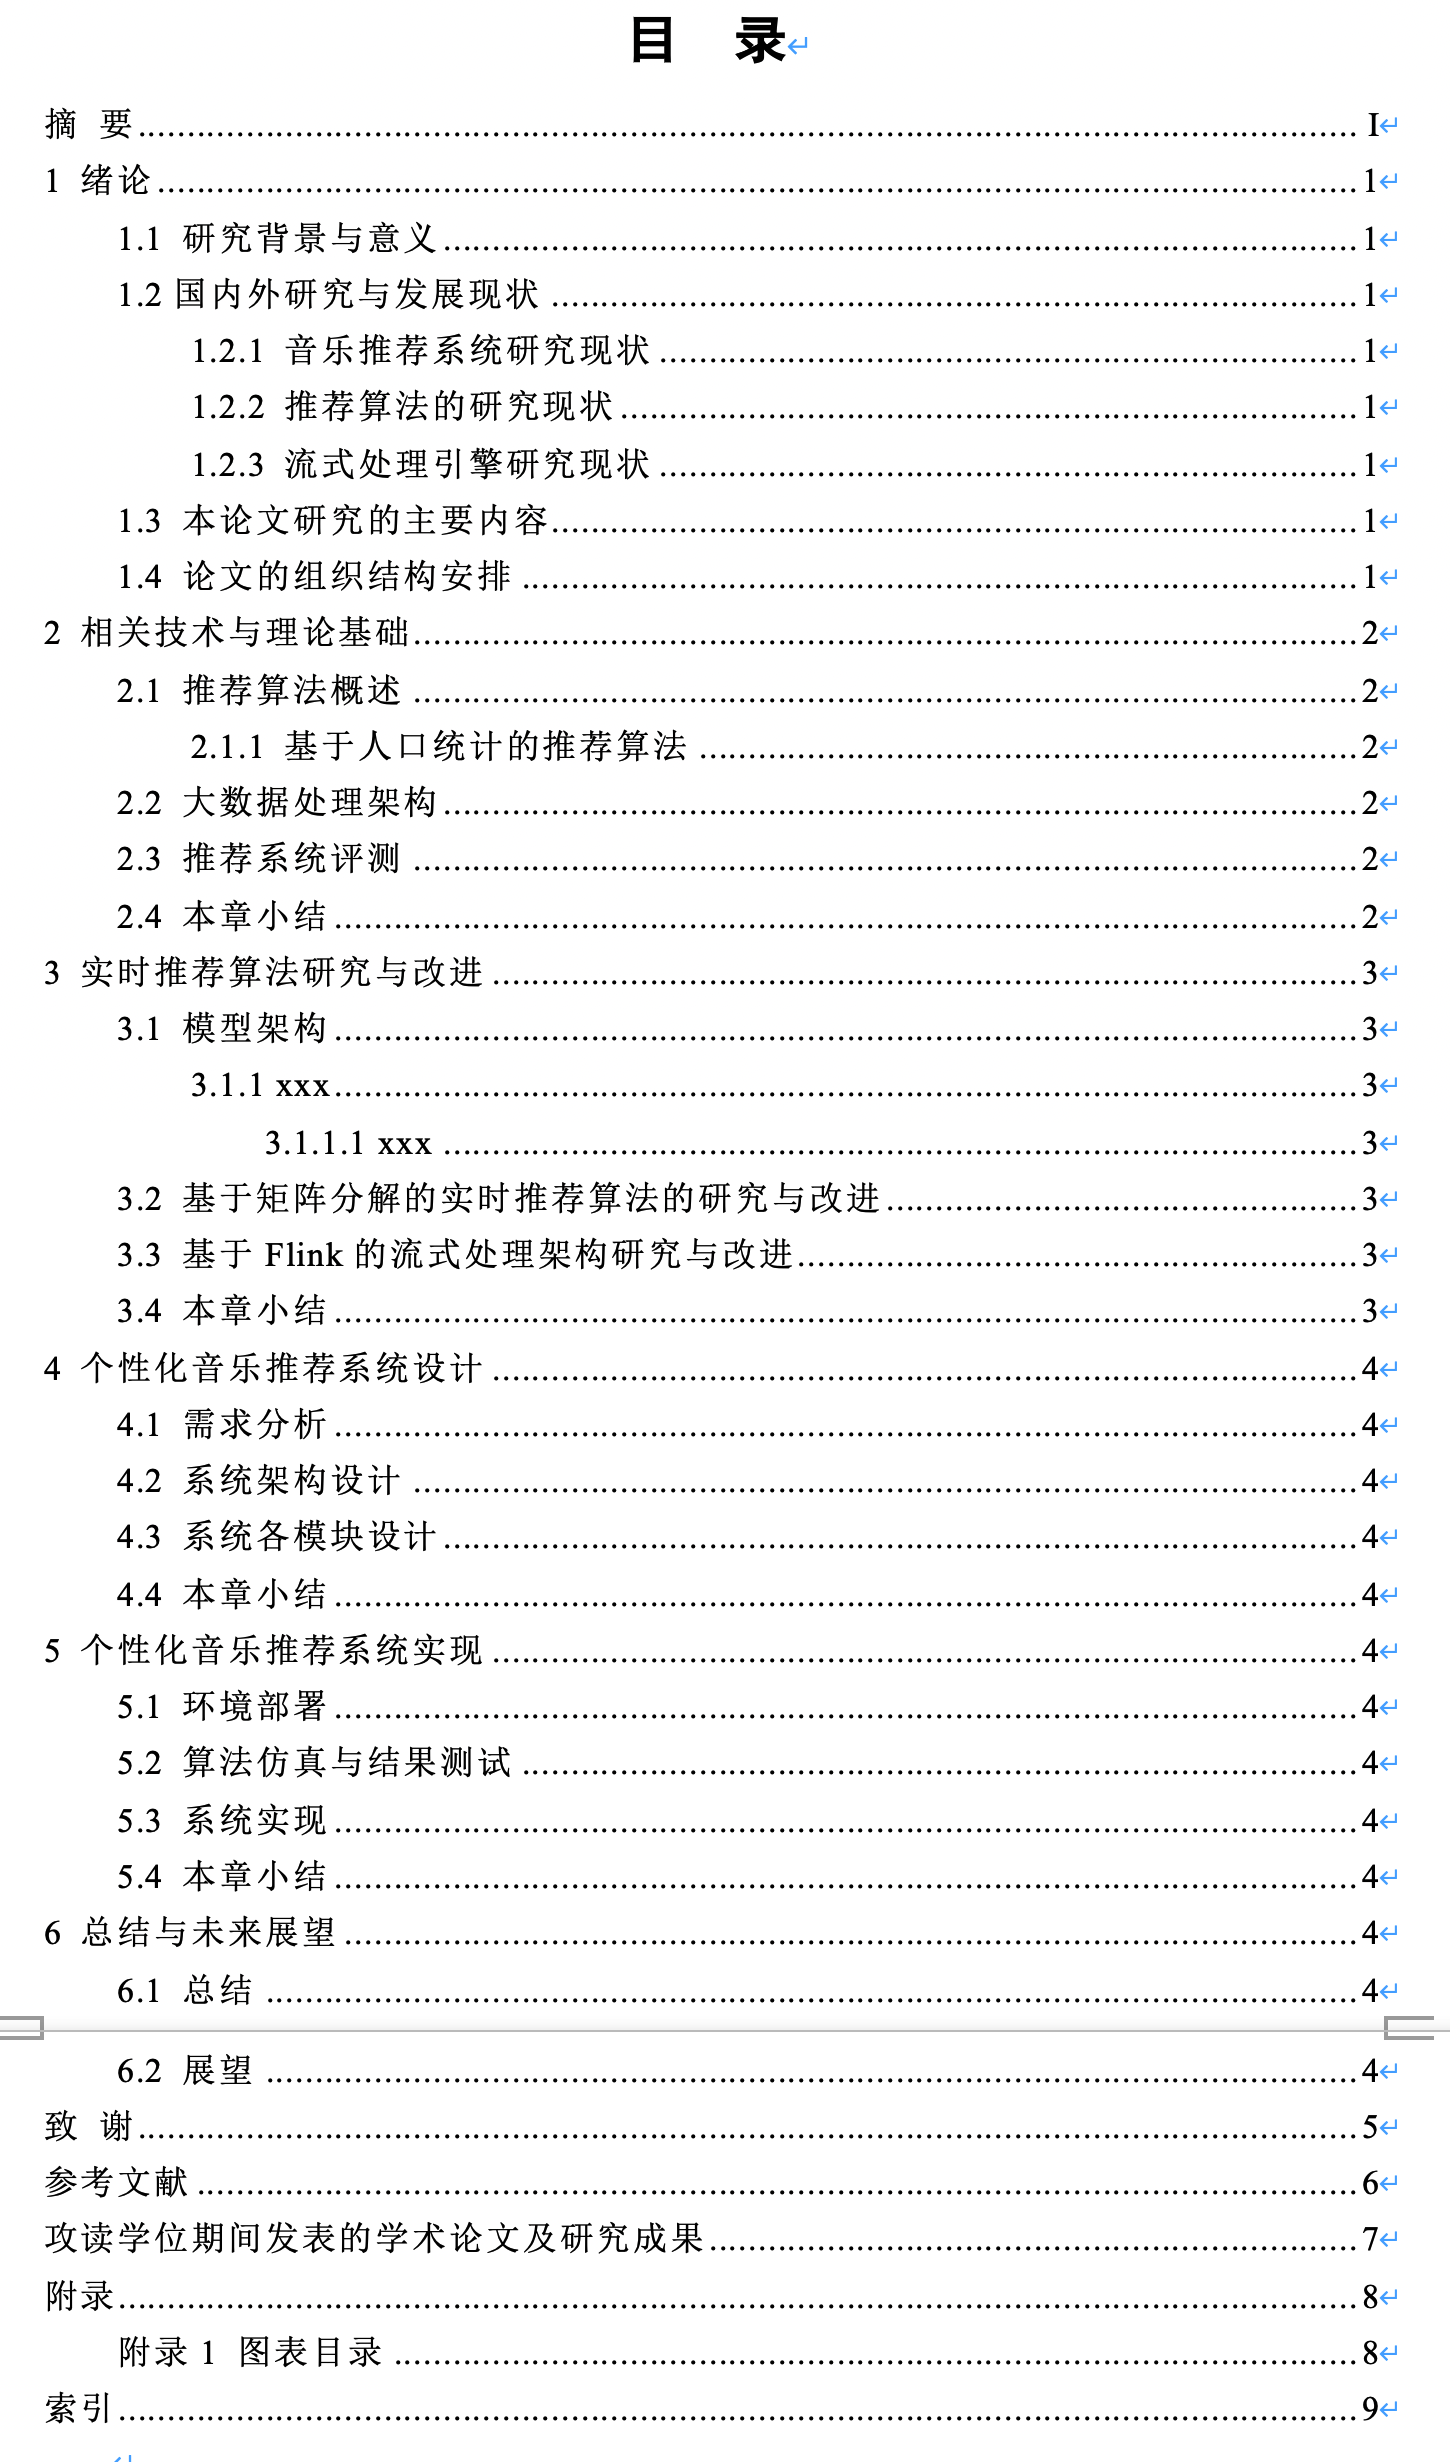 目 录
摘 要 I
1 绪论 1
1.1 研究背景与意义 1
1.2 国内外研究与发展现状 1
1.2.1 音乐推荐系统研究现状 1
1.2.2 推荐算法的研究现状 1
1.2.3 流式处理引擎研究现状 1
1.3 本论文研究的主要内容 1
1.4 论文的组织结构安排 1
2 相关技术与理论基础 2
2.1 推荐算法概述 2
2.1.1 基于人口统计的推荐算法 2
2.2 大数据处理架构 2
2.3 推荐系统评测 2
2.4 本章小结 2
3 实时推荐算法研究与改进 3
3.1 模型架构 3
3.1.1 xxx 3
3.1.1.1 xxx 3
3.2 基于矩阵分解的实时推荐算法的研究与改进 3
3.3 基于 Flink 的流式处理架构研究与改进 3
3.4 本章小结 3
4 个性化音乐推荐系统设计 4
4.1 需求分析 4
4.2 系统架构设计 4
4.3 系统各模块设计 4
4.4 本章小结 4
5 个性化音乐推荐系统实现 4
5.1 环境部署 4
5.2 算法仿真与结果测试 4
5.3 系统实现 4
5.4 本章小结 4
6 总结与未来展望 4
6.1 总结 4
6.2 展望 4
致 谢 5
参考文献 6
攻读学位期间发表的学术论文及研究成果 7
附录 8
附录 1 图表目录 8
索引 9